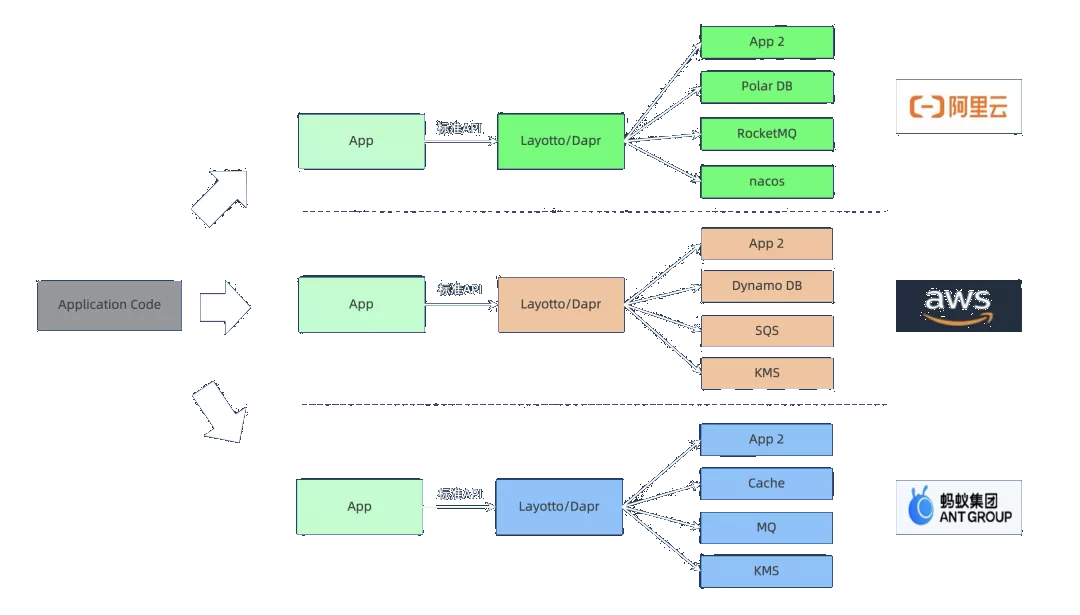 App 2
Polar DB
阿里云
RocketMQ
标准API
App
Layotto/Dapr
nacos
App 2
Dynamo DB
标准API
Application Code
App
Layotto/Dapr
aws
SQS
KMS
App 2
Cache
标准API
App
Layotto/Dapr
蚂蚁集团
ANT GROUP
MQ
KMS